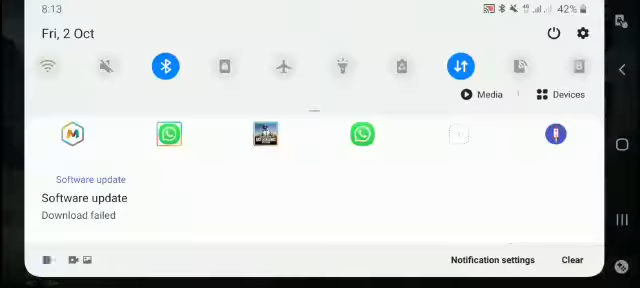 8:13
42%
Fri, 2 Oct
Media
Devices
Software update
Software update
Download failed
Notification settings
Clear